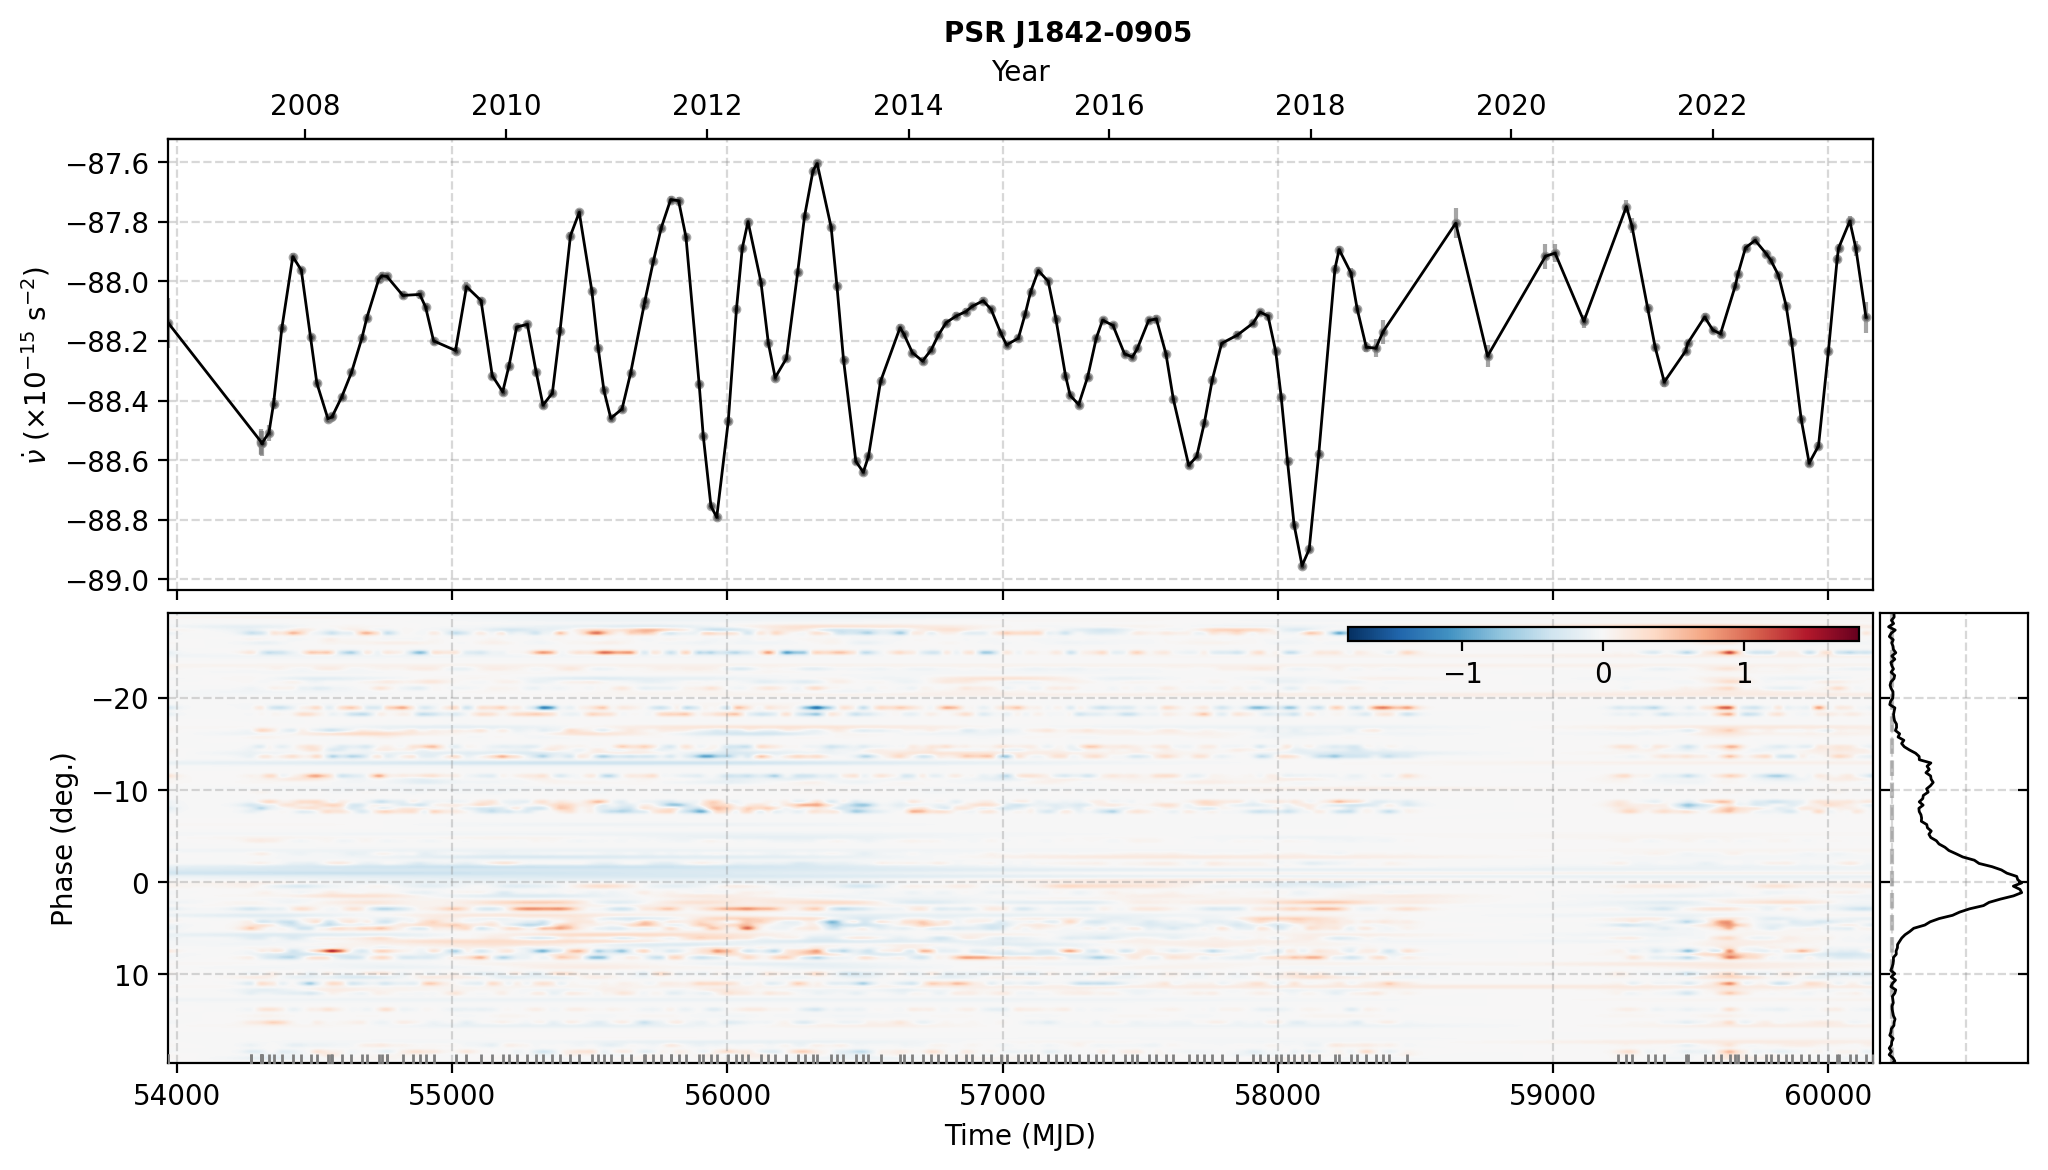 PSR J1842-0905
Year
2008 2010 2012 2014 2016 2018 2020 2022
−87.6
−87.8
−88.0
−88.2
−88.4
−88.6
−88.8
−89.0
ν̇ (×10⁻¹⁵ s⁻²)
−1 0 1
−20
−10
0
10
Phase (deg.)
54000 55000 56000 57000 58000 59000 60000
Time (MJD)